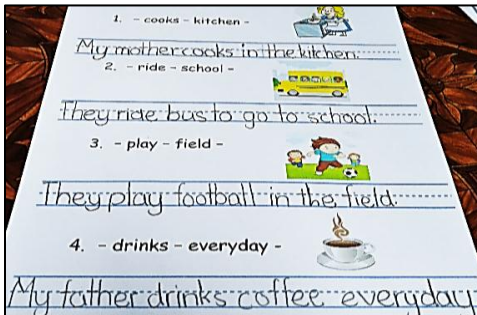 1. - cooks - kitchen -
My mother cooks in the kitchen.
2. - ride - school -
They ride bus to go to school.
3. - play - field -
They play football in the field.
4. - drinks - everyday -
My father drinks coffee everyday